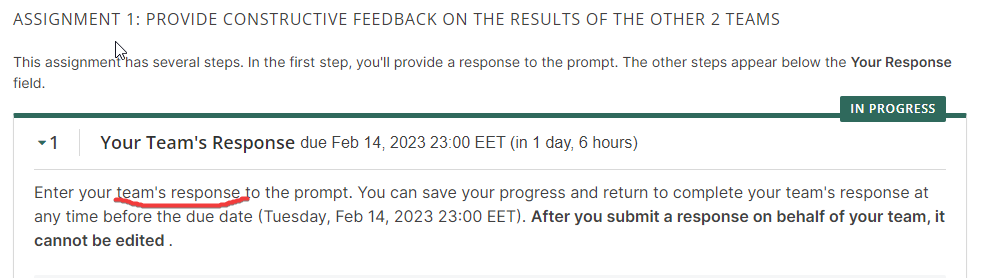 ASSIGNMENT 1: PROVIDE CONSTRUCTIVE FEEDBACK ON THE RESULTS OF THE OTHER 2 TEAMS
This assignment has several steps. In the first step, you'll provide a response to the prompt. The other steps appear below the Your Response
field.
IN PROGRESS
1 Your Team's Response due Feb 14, 2023 23:00 EET (in 1 day, 6 hours)
Enter your team's response to the prompt. You can save your progress and return to complete your team's response at
any time before the due date (Tuesday, Feb 14, 2023 23:00 EET). After you submit a response on behalf of your team, it
cannot be edited .